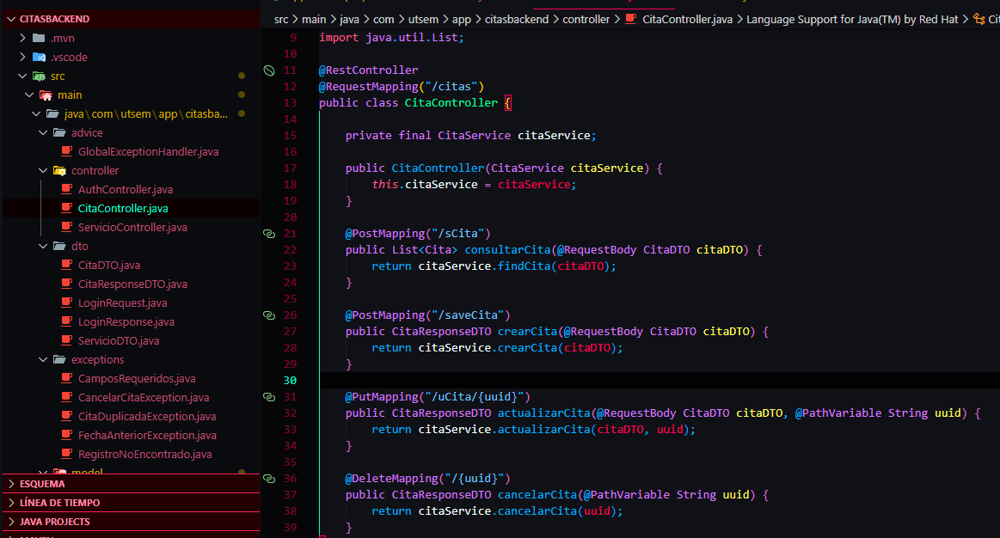 CITASBACKEND
.mvn
.vscode
src
main
java\com\utsem\app\citasba...
advice
GlobalExceptionHandler.java
controller
AuthController.java
CitaController.java
ServicioController.java
dto
CitaDTO.java
CitaResponseDTO.java
LoginRequest.java
LoginResponse.java
ServicioDTO.java
exceptions
CamposRequeridos.java
CancelarCitaException.java
CitaDuplicadaException.java
FechaAnteriorException.java
RegistroNoEncontrado.java
model
ESQUEMA
LÍNEA DE TIEMPO
JAVA PROJECTS
MAVEN
src > main > java > com > utsem > app > citasbackend > controller > CitaController.java > Language Support for Java(TM) by Red Hat > Cit
9 import java.util.List;
10
11 @RestController
12 @RequestMapping("/citas")
13 public class CitaController {
14
15 private final CitaService citaService;
16
17 public CitaController(CitaService citaService) {
18 this.citaService = citaService;
19 }
20
21 @PostMapping("/sCita")
22 public List<Cita> consultarCita(@RequestBody CitaDTO citaDTO) {
23 return citaService.findCita(citaDTO);
24 }
25
26 @PostMapping("/saveCita")
27 public CitaResponseDTO crearCita(@RequestBody CitaDTO citaDTO) {
28 return citaService.crearCita(citaDTO);
29 }
30
31 @PutMapping("/uCita/{uuid}")
32 public CitaResponseDTO actualizarCita(@RequestBody CitaDTO citaDTO, @PathVariable String uuid) {
33 return citaService.actualizarCita(citaDTO, uuid);
34 }
35
36 @DeleteMapping("/{uuid}")
37 public CitaResponseDTO cancelarCita(@PathVariable String uuid) {
38 return citaService.cancelarCita(uuid);
39 }